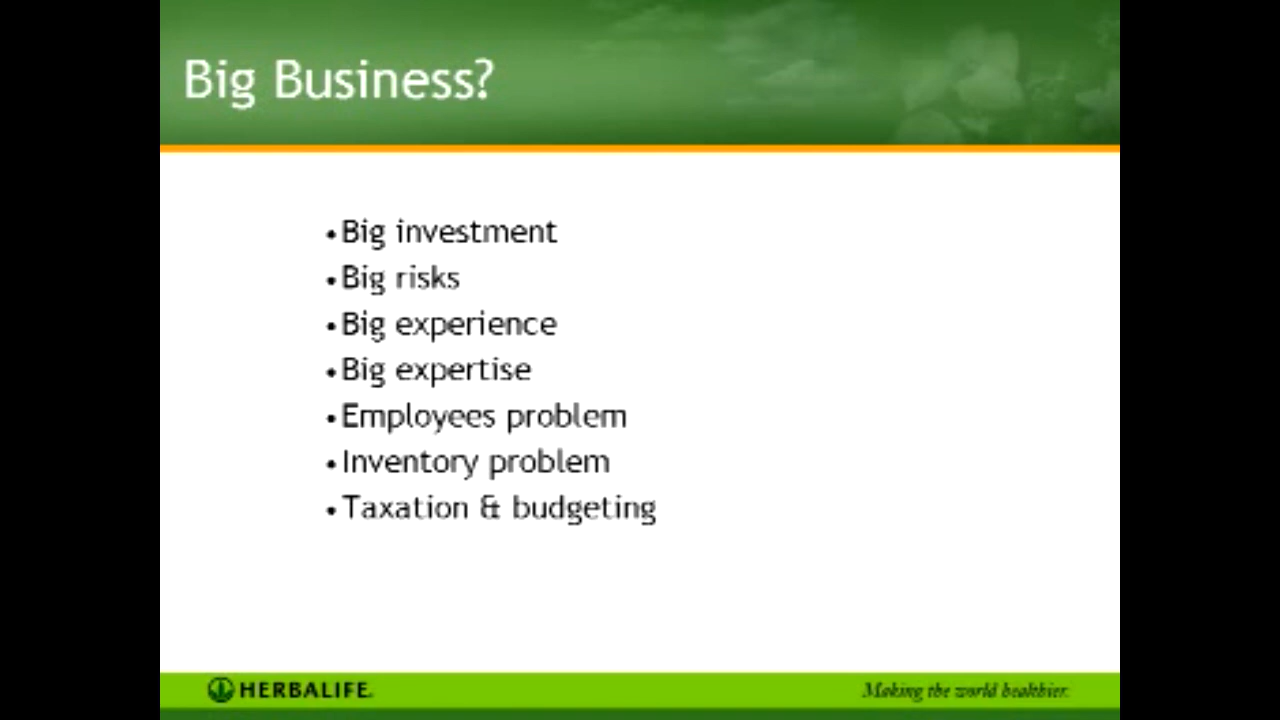 Big Business?
•Big investment
•Big risks
•Big experience
•Big expertise
•Employees problem
•Inventory problem
•Taxation & budgeting
HERBALIFE.
Making the world healthier.